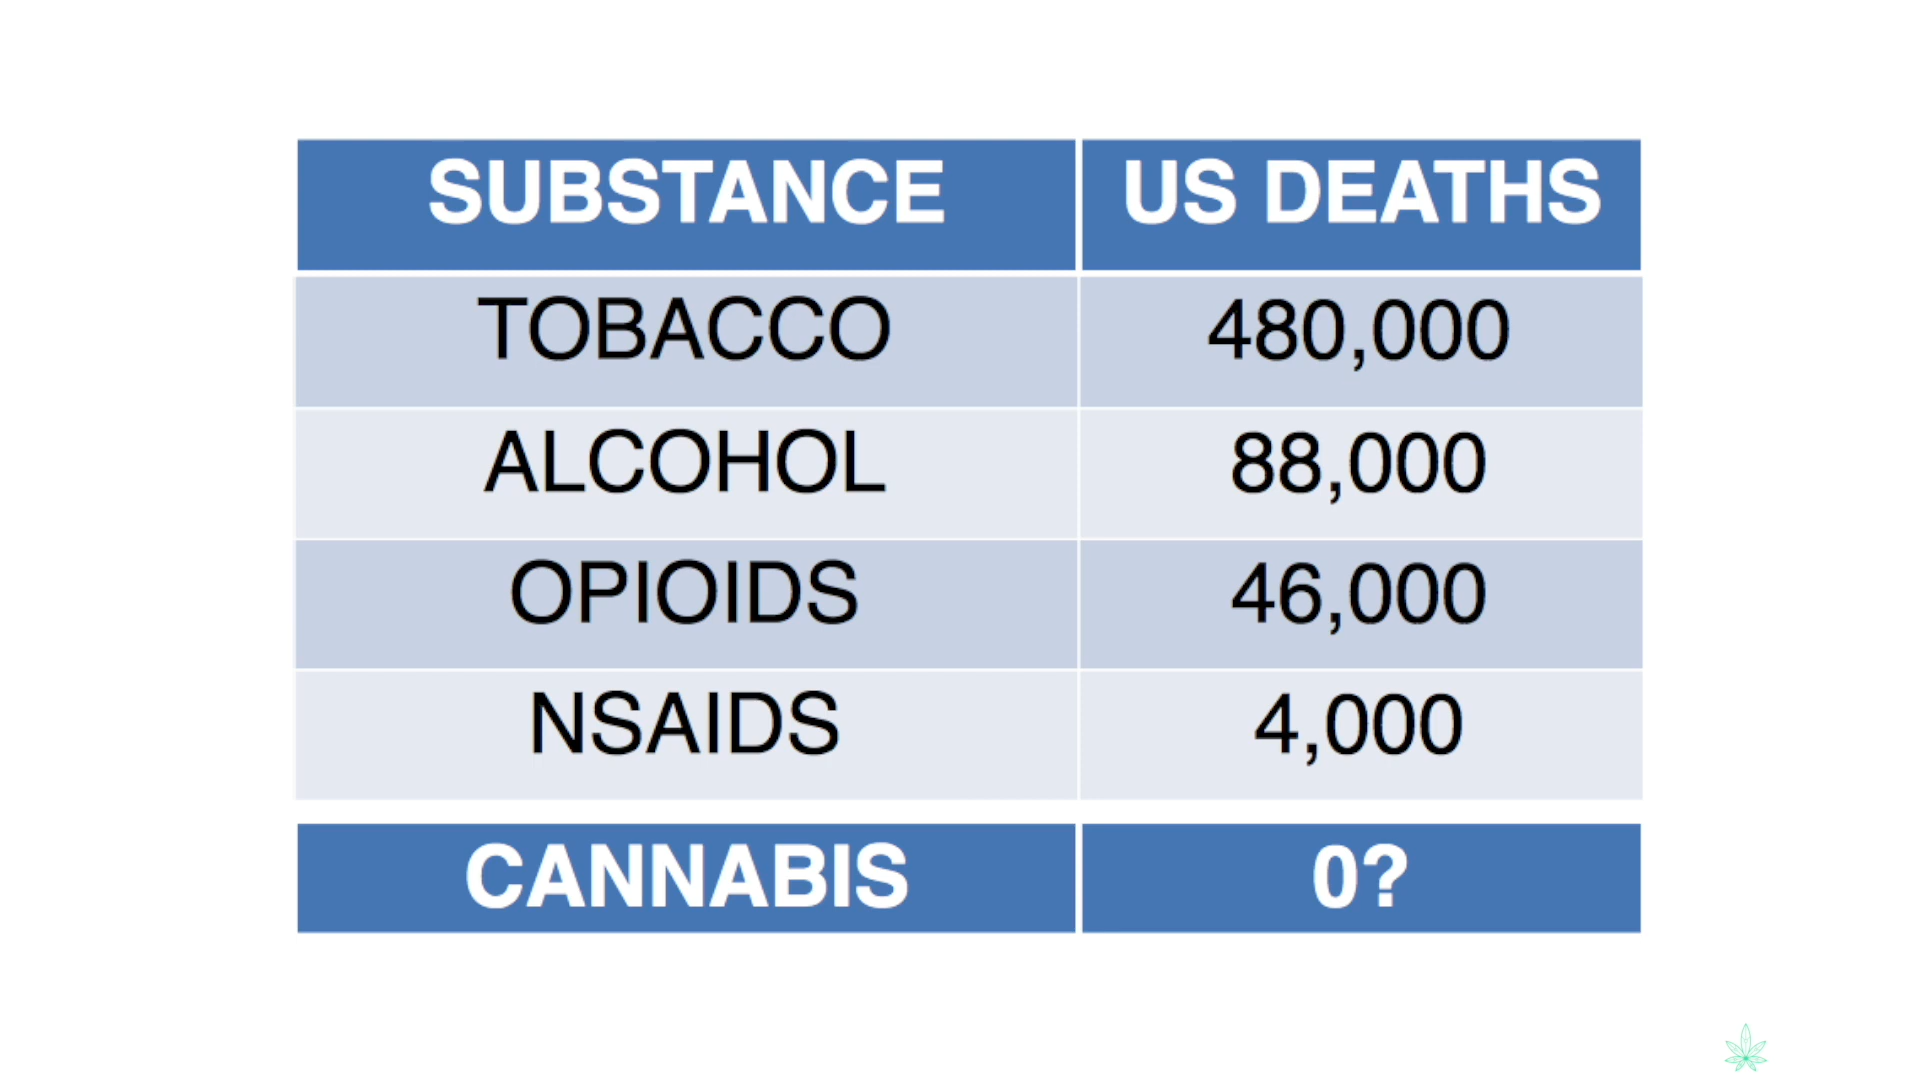 SUBSTANCE US DEATHS
TOBACCO 480,000
ALCOHOL 88,000
OPIOIDS 46,000
NSAIDS 4,000
CANNABIS 0?